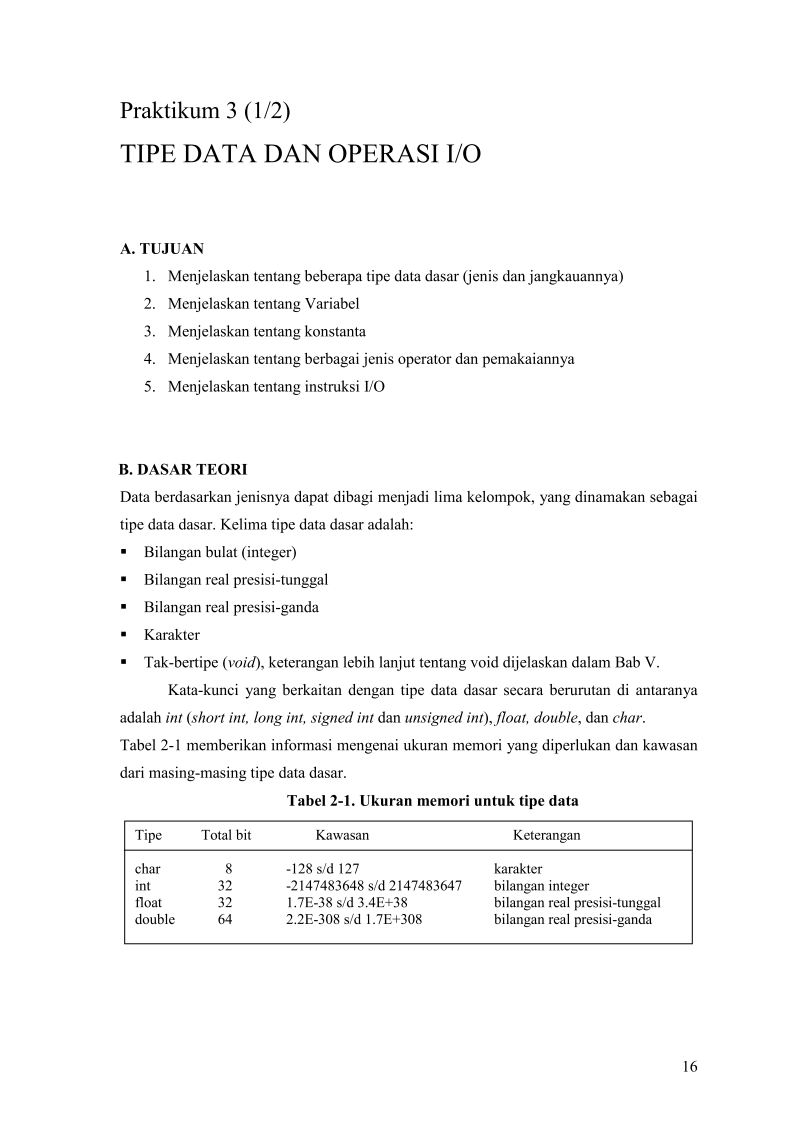 Praktikum 3 (1/2)
TIPE DATA DAN OPERASI I/O
A. TUJUAN
1. Menjelaskan tentang beberapa tipe data dasar (jenis dan jangkauannya)
2. Menjelaskan tentang Variabel
3. Menjelaskan tentang konstanta
4. Menjelaskan tentang berbagai jenis operator dan pemakaiannya
5. Menjelaskan tentang instruksi I/O
B. DASAR TEORI
Data berdasarkan jenisnya dapat dibagi menjadi lima kelompok, yang dinamakan sebagai
tipe data dasar. Kelima tipe data dasar adalah:
▪ Bilangan bulat (integer)
▪ Bilangan real presisi-tunggal
▪ Bilangan real presisi-ganda
▪ Karakter
▪ Tak-bertipe (void), keterangan lebih lanjut tentang void dijelaskan dalam Bab V.
Kata-kunci yang berkaitan dengan tipe data dasar secara berurutan di antaranya
adalah int (short int, long int, signed int dan unsigned int), float, double, dan char.
Tabel 2-1 memberikan informasi mengenai ukuran memori yang diperlukan dan kawasan
dari masing-masing tipe data dasar.
Tabel 2-1. Ukuran memori untuk tipe data
Tipe Total bit Kawasan Keterangan
char 8 -128 s/d 127 karakter
int 32 -2147483648 s/d 2147483647 bilangan integer
float 32 1.7E-38 s/d 3.4E+38 bilangan real presisi-tunggal
double 64 2.2E-308 s/d 1.7E+308 bilangan real presisi-ganda
16